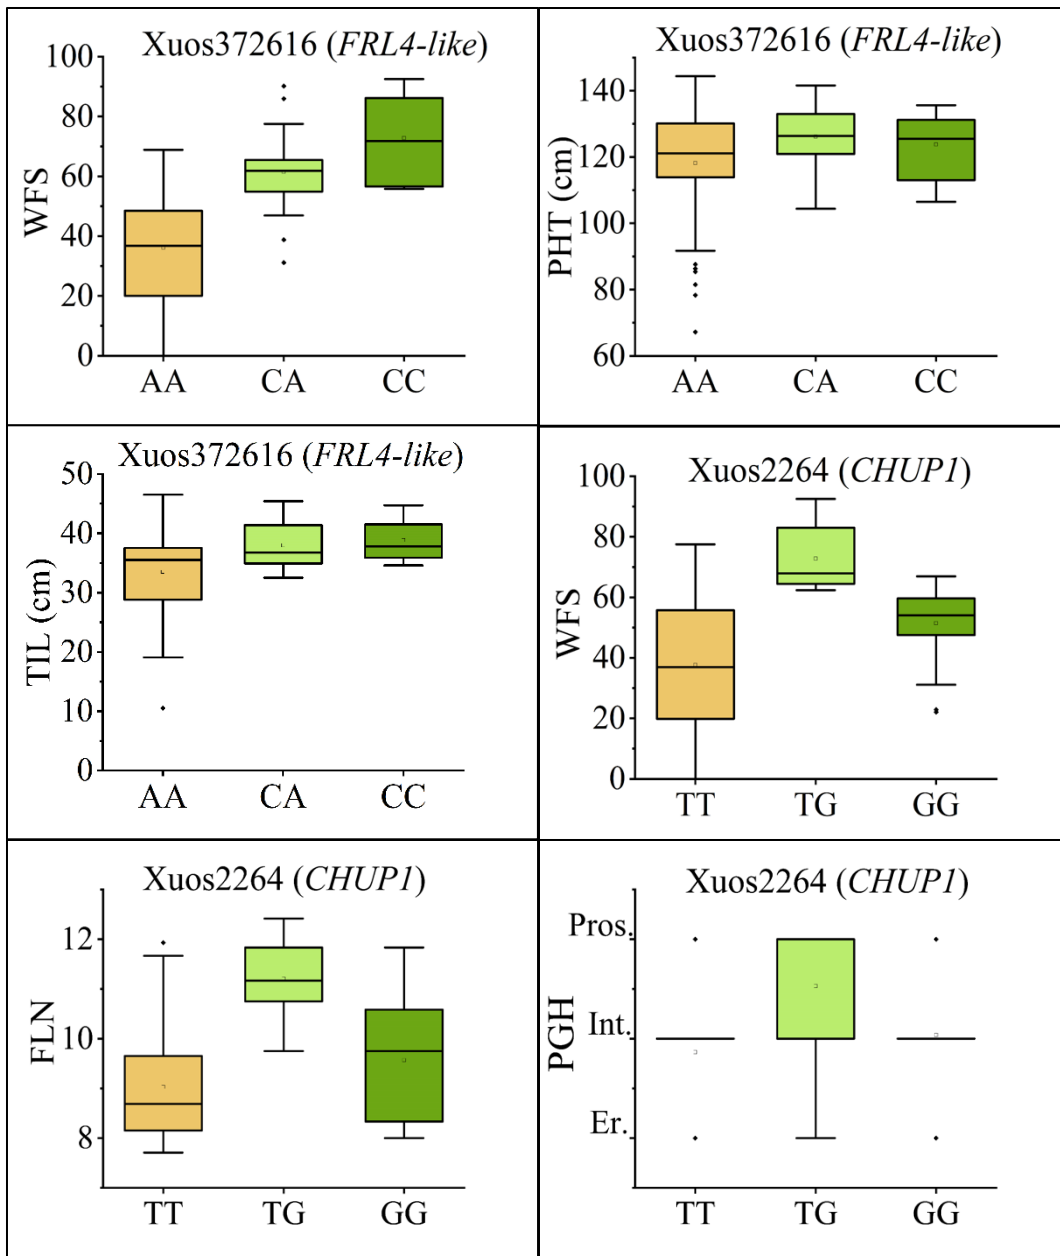 Xuos372616 (FRL4-like)
WFS
100
80
60
40
20
0
AA CA CC
Xuos372616 (FRL4-like)
PHT (cm)
140
120
100
80
60
AA CA CC
Xuos372616 (FRL4-like)
TIL (cm)
50
40
30
20
10
0
AA CA CC
Xuos2264 (CHUP1)
WFS
100
80
60
40
20
0
TT TG GG
Xuos2264 (CHUP1)
FLN
12
10
8
TT TG GG
Xuos2264 (CHUP1)
PGH
Pros.
Int.
Er.
TT TG GG